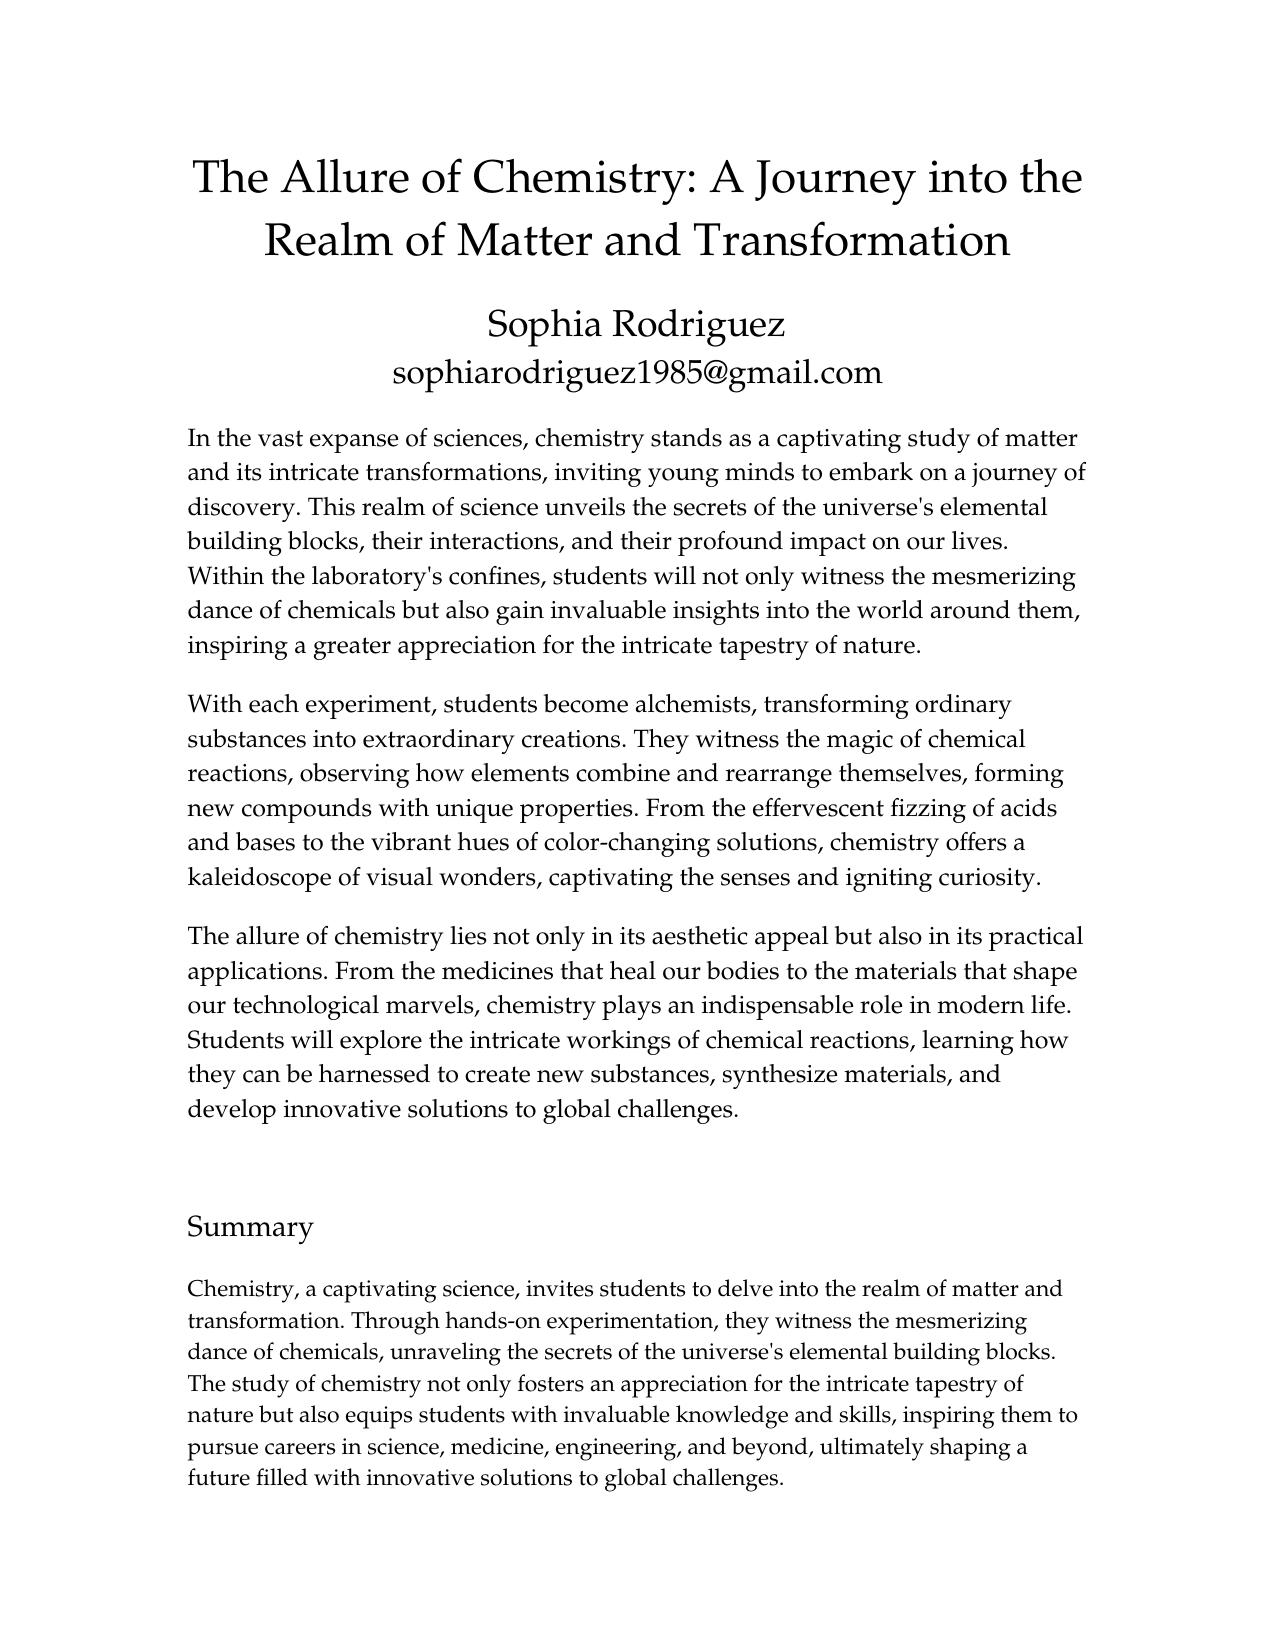 The Allure of Chemistry: A Journey into the
Realm of Matter and Transformation
Sophia Rodriguez
sophiarodriguez1985@gmail.com
In the vast expanse of sciences, chemistry stands as a captivating study of matter
and its intricate transformations, inviting young minds to embark on a journey of
discovery. This realm of science unveils the secrets of the universe's elemental
building blocks, their interactions, and their profound impact on our lives.
Within the laboratory's confines, students will not only witness the mesmerizing
dance of chemicals but also gain invaluable insights into the world around them,
inspiring a greater appreciation for the intricate tapestry of nature.
With each experiment, students become alchemists, transforming ordinary
substances into extraordinary creations. They witness the magic of chemical
reactions, observing how elements combine and rearrange themselves, forming
new compounds with unique properties. From the effervescent fizzing of acids
and bases to the vibrant hues of color-changing solutions, chemistry offers a
kaleidoscope of visual wonders, captivating the senses and igniting curiosity.
The allure of chemistry lies not only in its aesthetic appeal but also in its practical
applications. From the medicines that heal our bodies to the materials that shape
our technological marvels, chemistry plays an indispensable role in modern life.
Students will explore the intricate workings of chemical reactions, learning how
they can be harnessed to create new substances, synthesize materials, and
develop innovative solutions to global challenges.
Summary
Chemistry, a captivating science, invites students to delve into the realm of matter and
transformation. Through hands-on experimentation, they witness the mesmerizing
dance of chemicals, unraveling the secrets of the universe's elemental building blocks.
The study of chemistry not only fosters an appreciation for the intricate tapestry of
nature but also equips students with invaluable knowledge and skills, inspiring them to
pursue careers in science, medicine, engineering, and beyond, ultimately shaping a
future filled with innovative solutions to global challenges.